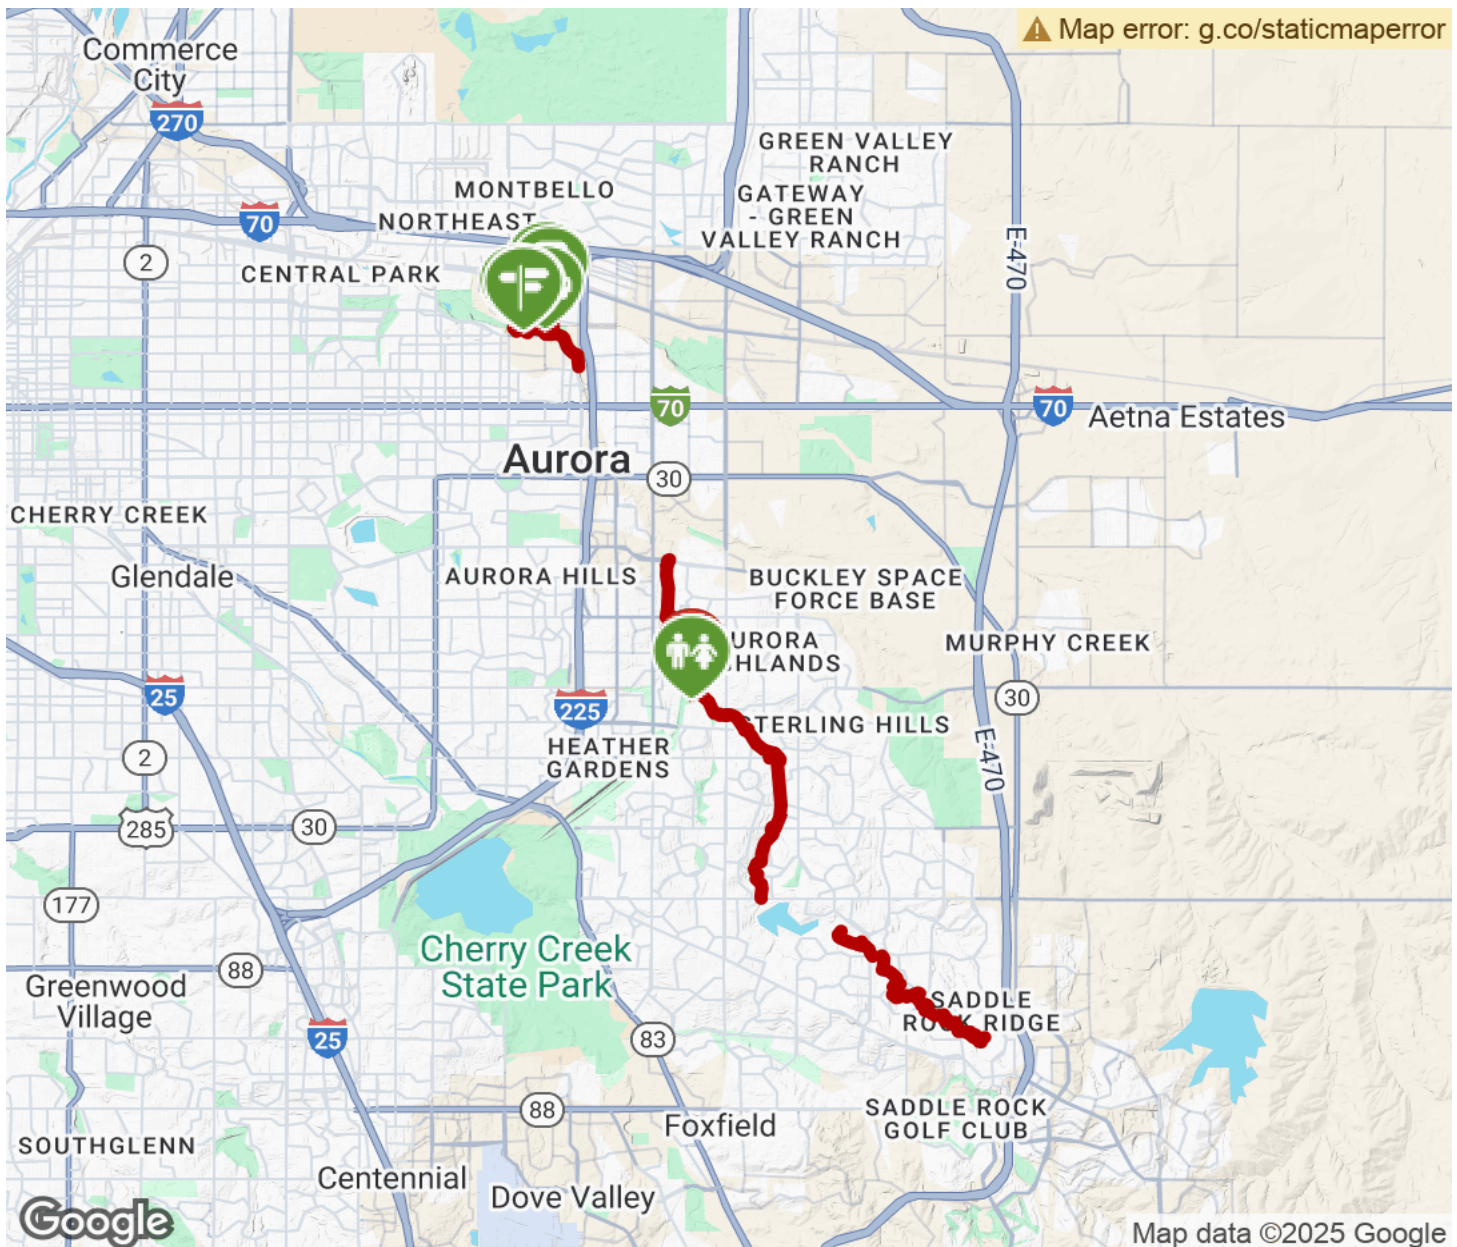 Map error: g.co/staticmaperror
Commerce
City
270
GREEN VALLEY
RANCH
MONTBELLO
GATEWAY
- GREEN
VALLEY RANCH
70
NORTHEAST
E-470
2
CENTRAL PARK
70
70
Aetna Estates
Aurora
30
CHERRY CREEK
Glendale
AURORA HILLS
BUCKLEY SPACE
FORCE BASE
URORA
HLANDS
MURPHY CREEK
25
225
30
STERLING HILLS
E-470
HEATHER
GARDENS
2
285
30
177
Cherry Creek
State Park
88
Greenwood
Village
SADDLE
ROCK RIDGE
25
83
88
SADDLE ROCK
GOLF CLUB
Foxfield
SOUTHGLENN
Centennial
Dove Valley
Google
Map data ©2025 Google